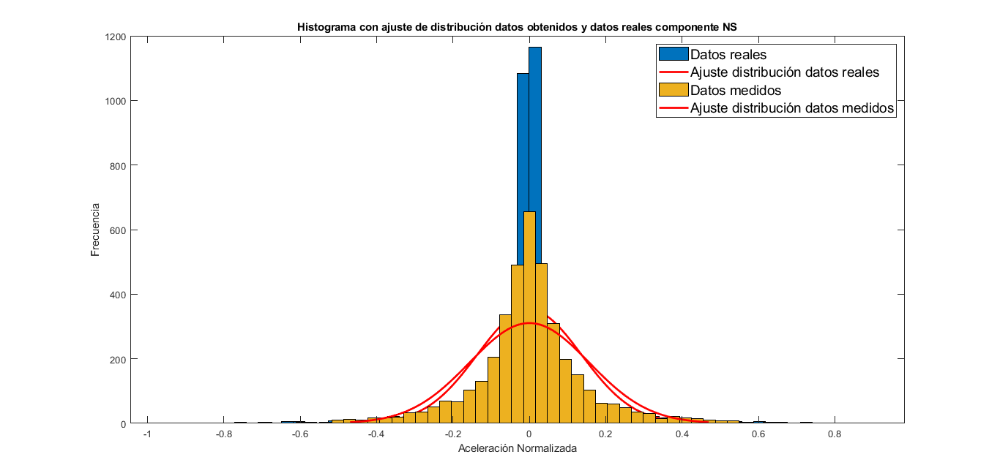 Histograma con ajuste de distribución datos obtenidos y datos reales componente NS
1200
1000
800
600
400
200
0
Frecuencia
Datos reales
Ajuste distribución datos reales
Datos medidos
Ajuste distribución datos medidos
-1 -0.8 -0.6 -0.4 -0.2 0 0.2 0.4 0.6 0.8
Aceleración Normalizada